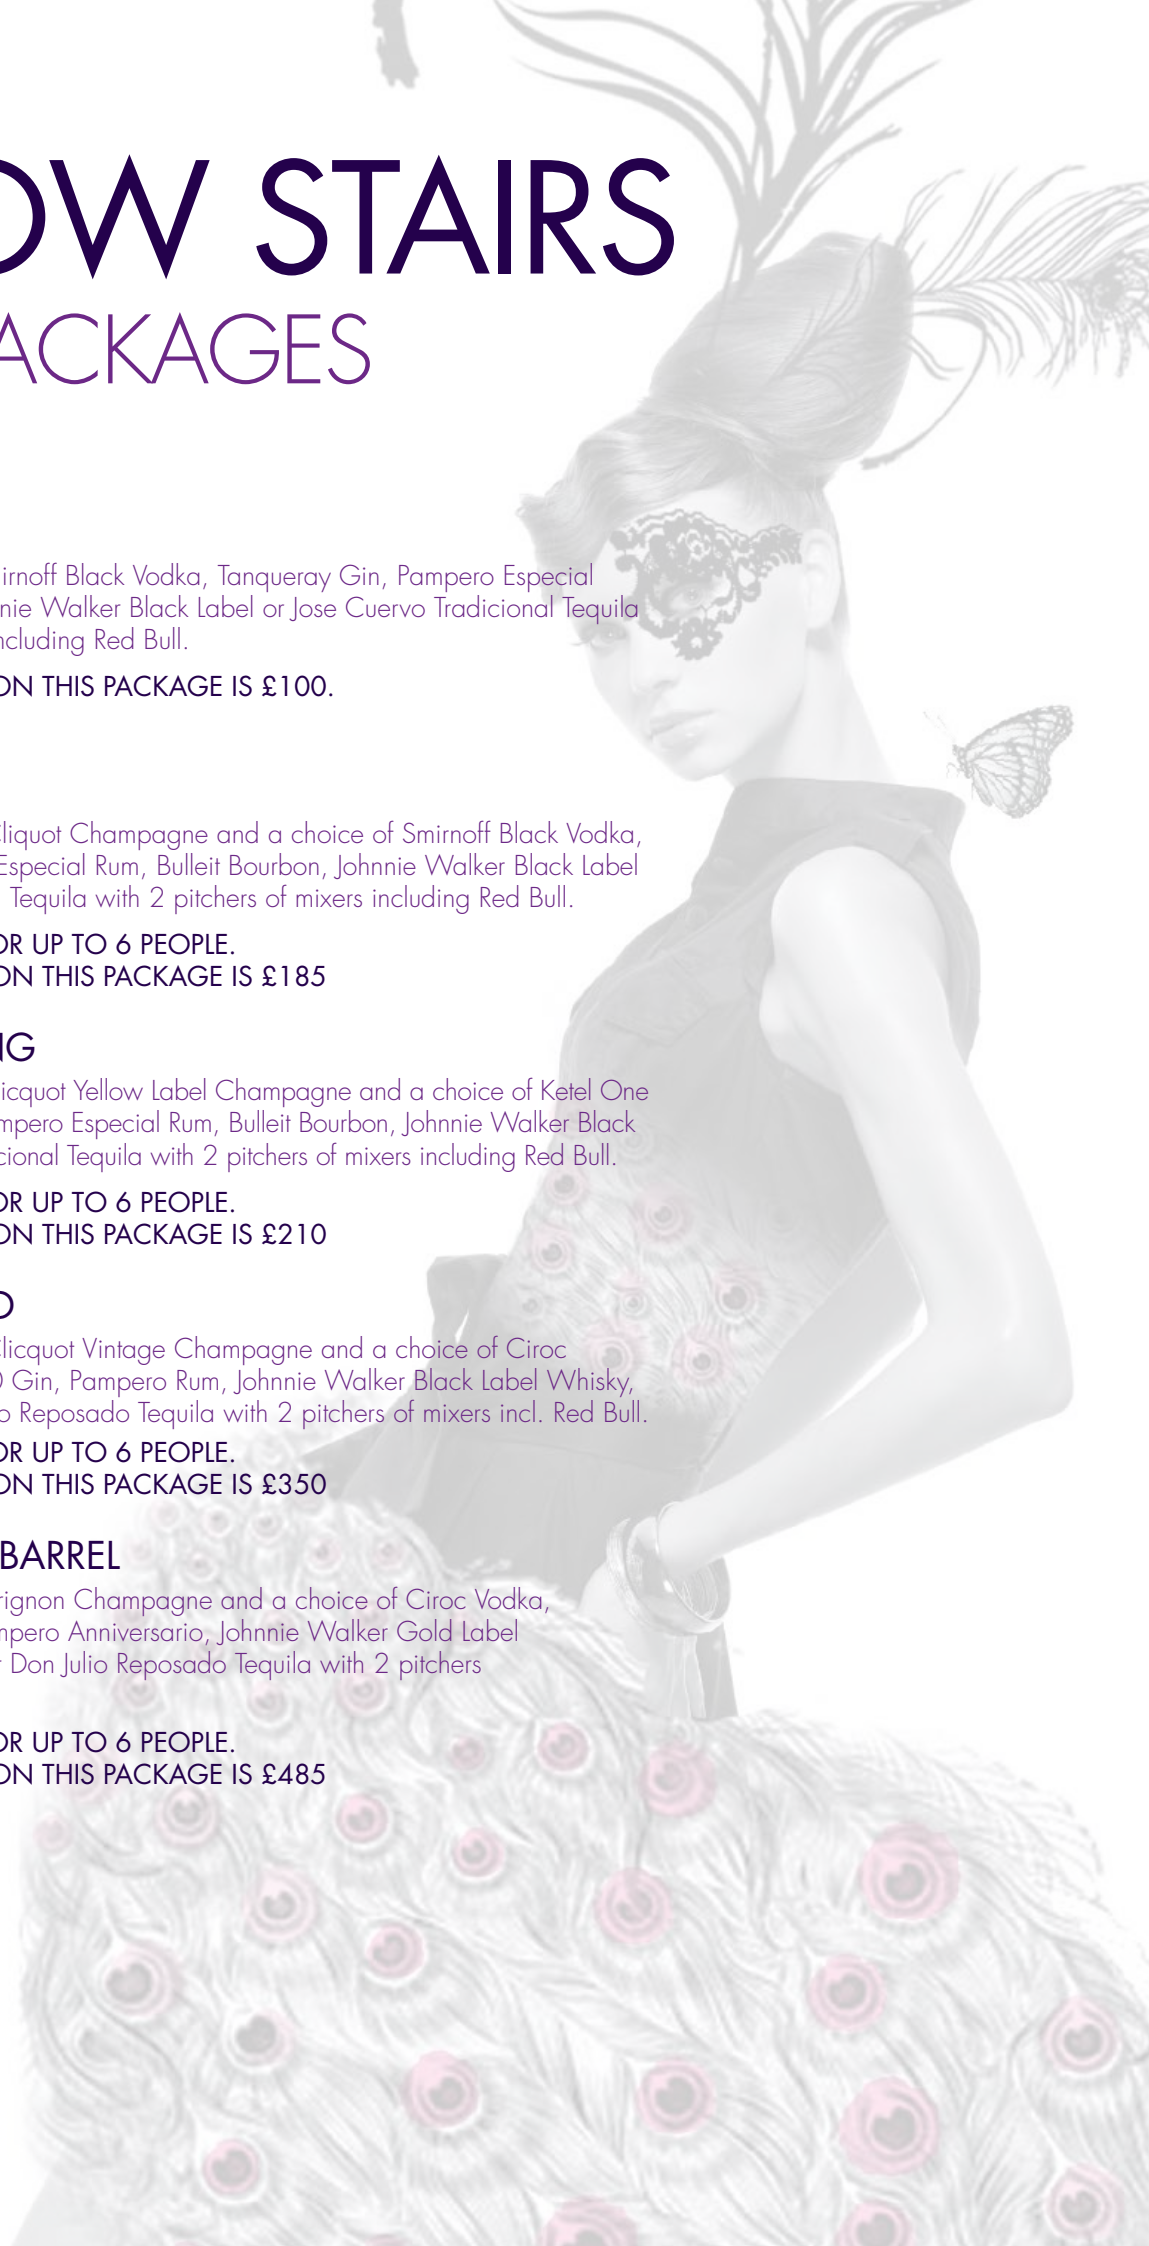 OW STAIRS
ACKAGES
irnoff Black Vodka, Tanqueray Gin, Pampero Especial
nie Walker Black Label or Jose Cuervo Tradicional Tequila
ncluding Red Bull.
ON THIS PACKAGE IS £100.
liquot Champagne and a choice of Smirnoff Black Vodka,
Especial Rum, Bulleit Bourbon, Johnnie Walker Black Label
Tequila with 2 pitchers of mixers including Red Bull.
OR UP TO 6 PEOPLE.
ON THIS PACKAGE IS £185
NG
icquot Yellow Label Champagne and a choice of Ketel One
mpero Especial Rum, Bulleit Bourbon, Johnnie Walker Black
cional Tequila with 2 pitchers of mixers including Red Bull.
OR UP TO 6 PEOPLE.
ON THIS PACKAGE IS £210
O
Clicquot Vintage Champagne and a choice of Ciroc
0 Gin, Pampero Rum, Johnnie Walker Black Label Whisky,
o Reposado Tequila with 2 pitchers of mixers incl. Red Bull.
OR UP TO 6 PEOPLE.
ON THIS PACKAGE IS £350
BARREL
rignon Champagne and a choice of Ciroc Vodka,
mpero Anniversario, Johnnie Walker Gold Label
r Don Julio Reposado Tequila with 2 pitchers
OR UP TO 6 PEOPLE.
ON THIS PACKAGE IS £485